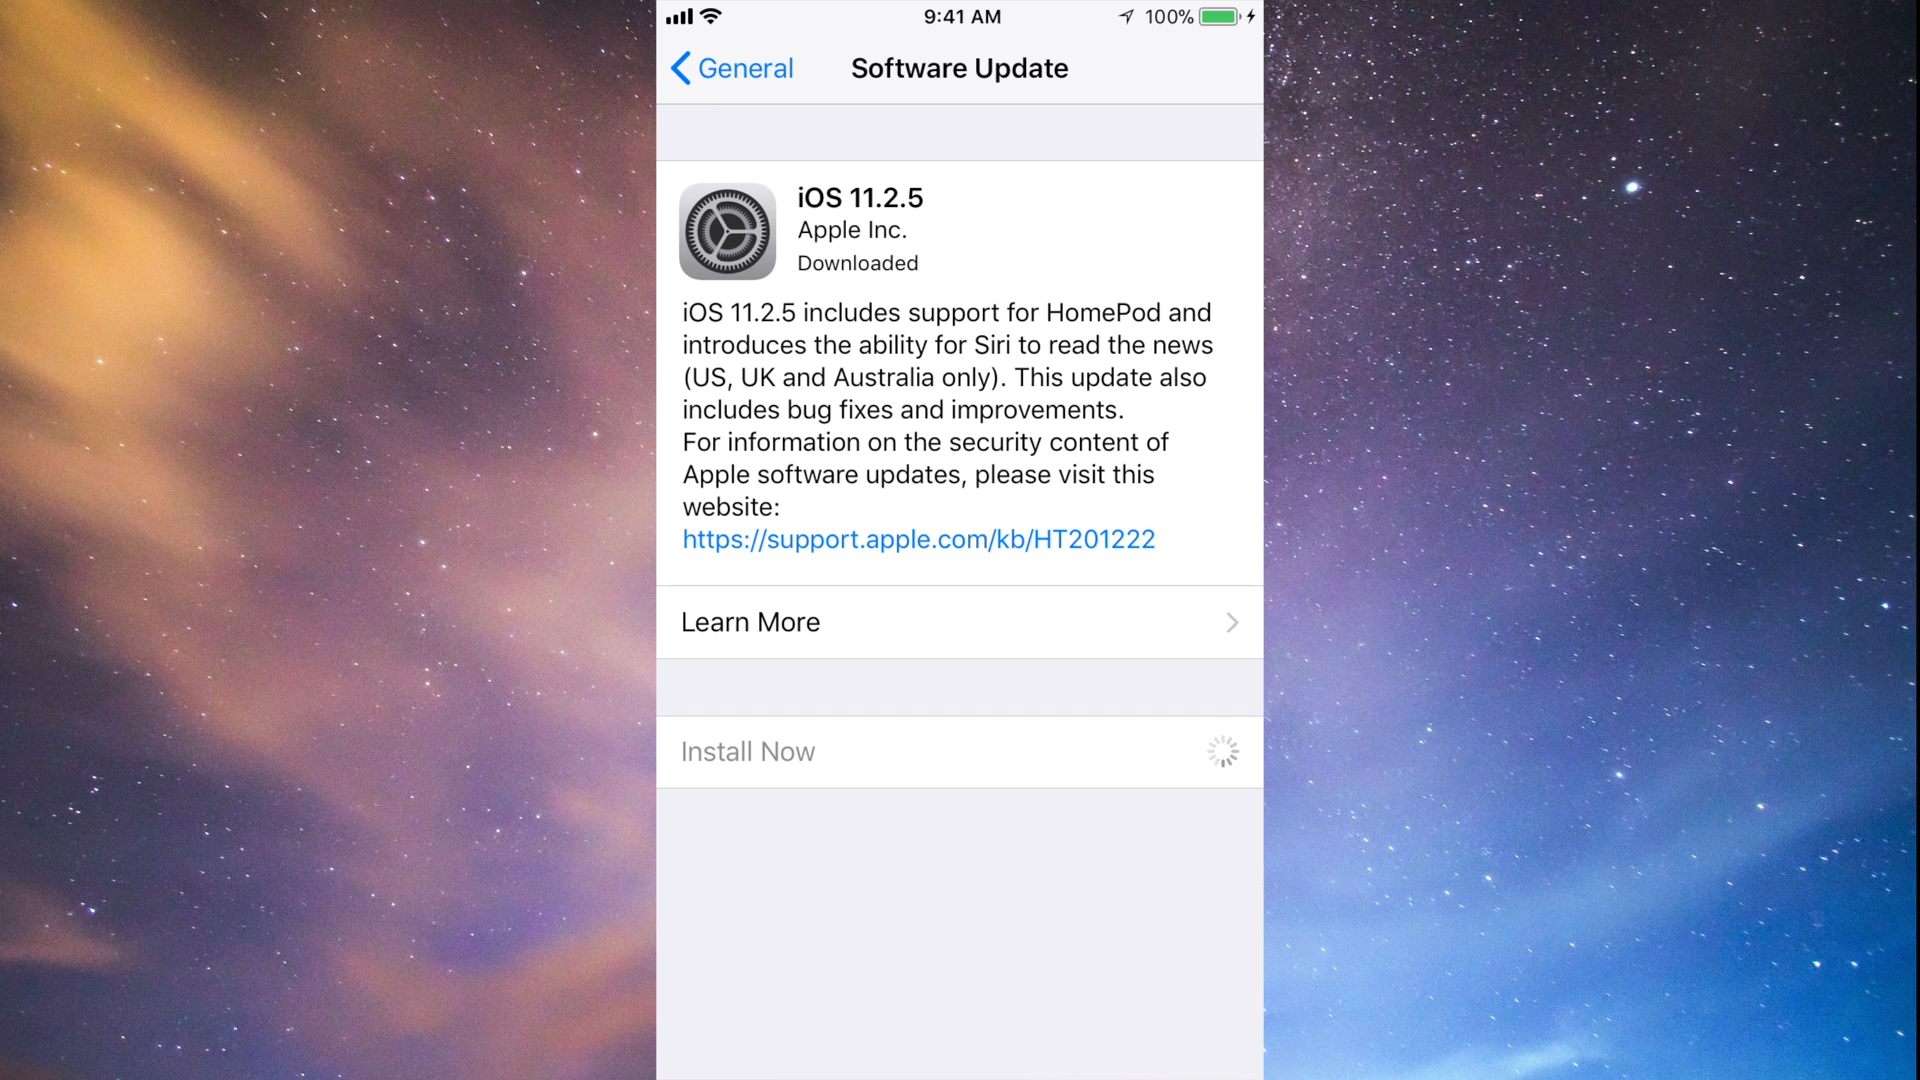 9:41 AM
100%
General
Software Update
iOS 11.2.5
Apple Inc.
Downloaded
iOS 11.2.5 includes support for HomePod and
introduces the ability for Siri to read the news
(US, UK and Australia only). This update also
includes bug fixes and improvements.
For information on the security content of
Apple software updates, please visit this
website:
https://support.apple.com/kb/HT201222
Learn More
Install Now